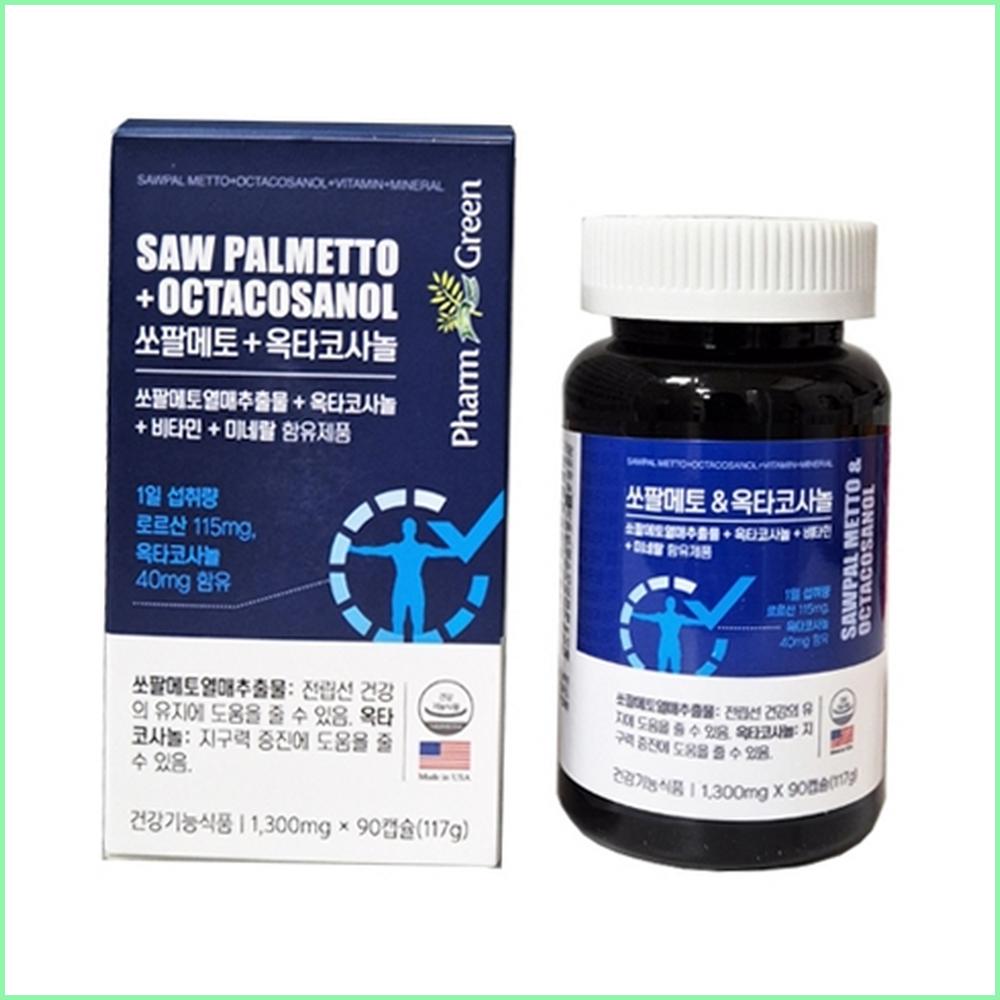 SAWPAL METTO+OCTACOSANOL+VITAMIN+MINERAL
SAW PALMETTO
+OCTACOSANOL
쏘팔메토+옥타코사놀
쏘팔메토열매추출물 + 옥타코사놀
+ 비타민 + 미네랄 함유제품
Pharm Green
1일 섭취량
로르산 115mg,
옥타코사놀
40mg 함유
쏘팔메토열매추출물: 전립선 건강
의 유지에 도움을 줄 수 있음. 옥타
코사놀: 지구력 증진에 도움을 줄
수 있음.
건강
기능식품
Made in USA
건강기능식품 | 1,300mg × 90캡슐(117g)
SAWPAL METTO+OCTACOSANOL+VITAMIN+MINERAL
쏘팔메토 & 옥타코사놀
쏘팔메토열매추출물 + 옥타코사놀 + 비타민
+ 미네랄 함유제품
1일 섭취량
로르산 115mg,
옥타코사놀
40mg 함유
SAWPAL METTO &
OCTACOSANOL
쏘팔메토열매추출물: 전립선 건강의 유
지에 도움을 줄 수 있음. 옥타코사놀: 지
구력 증진에 도움을 줄 수 있음.
Made in USA
건강기능식품 | 1,300mg X 90캡슐(117g)